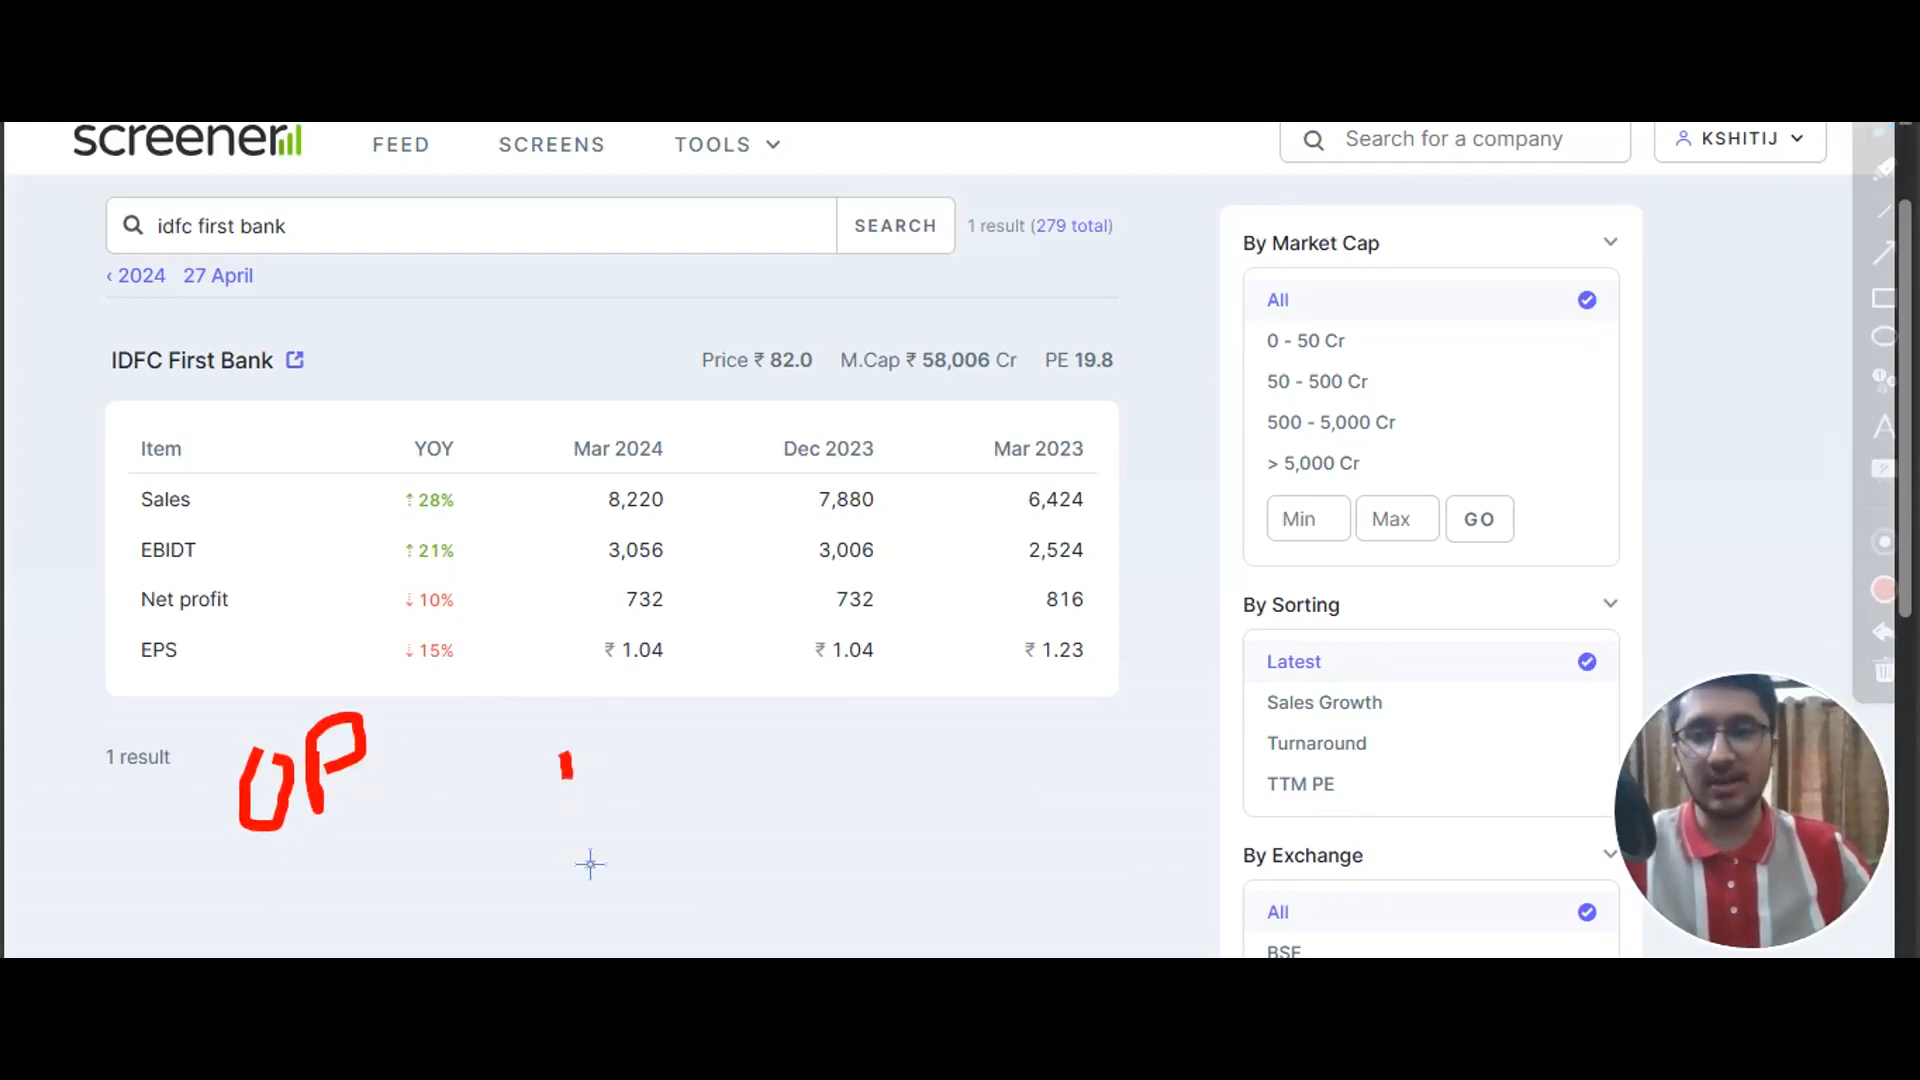 screener FEED SCREENS TOOLS Search for a company KSHITIJ
idfc first bank SEARCH 1 result (279 total)
‹ 2024 27 April
IDFC First Bank Price ₹ 82.0 M.Cap ₹ 58,006 Cr PE 19.8
Item YOY Mar 2024 Dec 2023 Mar 2023
Sales ⇡ 28% 8,220 7,880 6,424
EBIDT ⇡ 21% 3,056 3,006 2,524
Net profit ⇣ 10% 732 732 816
EPS ⇣ 15% ₹ 1.04 ₹ 1.04 ₹ 1.23
1 result
OP
By Market Cap
All
0 - 50 Cr
50 - 500 Cr
500 - 5,000 Cr
> 5,000 Cr
Min Max GO
By Sorting
Latest
Sales Growth
Turnaround
TTM PE
By Exchange
All
BSE